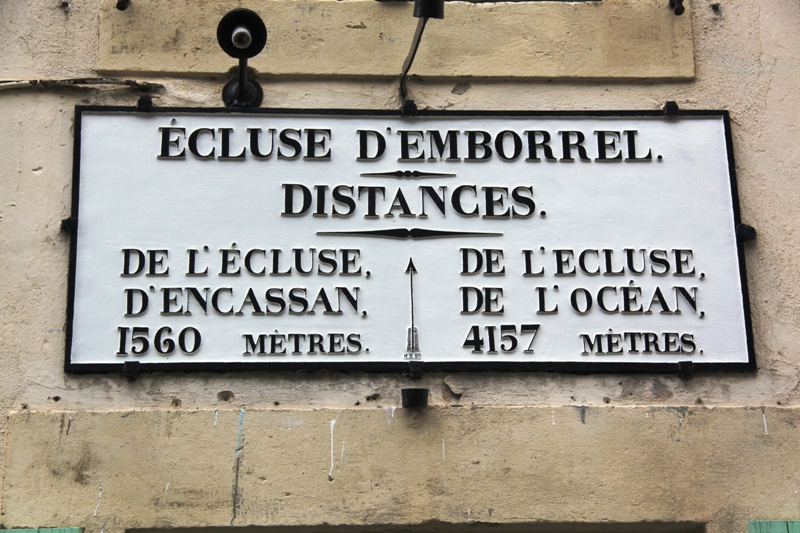 ÉCLUSE D'EMBORREL.
DISTANCES.
DE L'ÉCLUSE,
D'ENCASSAN,
1560 MÈTRES.
DE L'ECLUSE,
DE L'OCÉAN,
4157 MÈTRES.